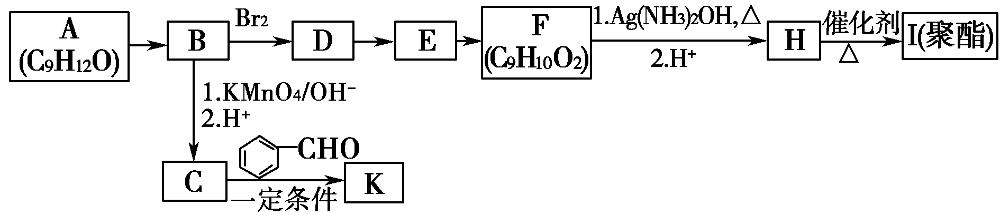 A
(C₉H₁₂O)
B
Br₂
D
E
F
(C₉H₁₀O₂)
1.Ag(NH₃)₂OH,△
2.H⁺
H
催化剂
△
I(聚酯)
1.KMnO₄/OH⁻
2.H⁺
C
CHO
一定条件
K